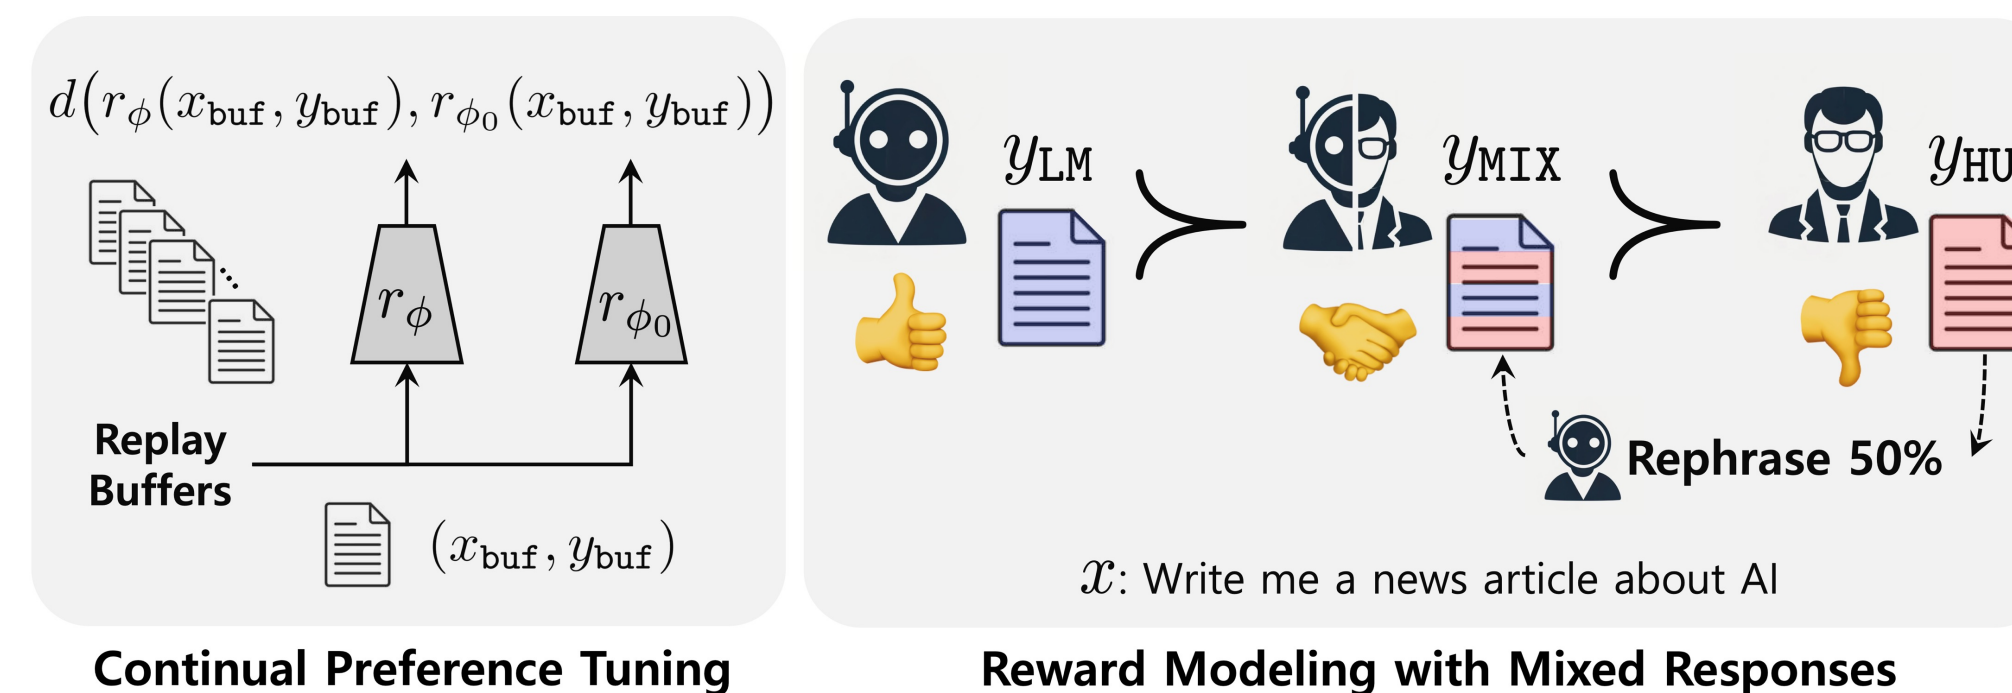 d(r_ϕ(x_buf, y_buf), r_ϕ₀(x_buf, y_buf))
r_ϕ
r_ϕ₀
Replay
Buffers
(x_buf, y_buf)
Continual Preference Tuning
y_LM
y_MIX
y_HU
Rephrase 50%
x: Write me a news article about AI
Reward Modeling with Mixed Responses